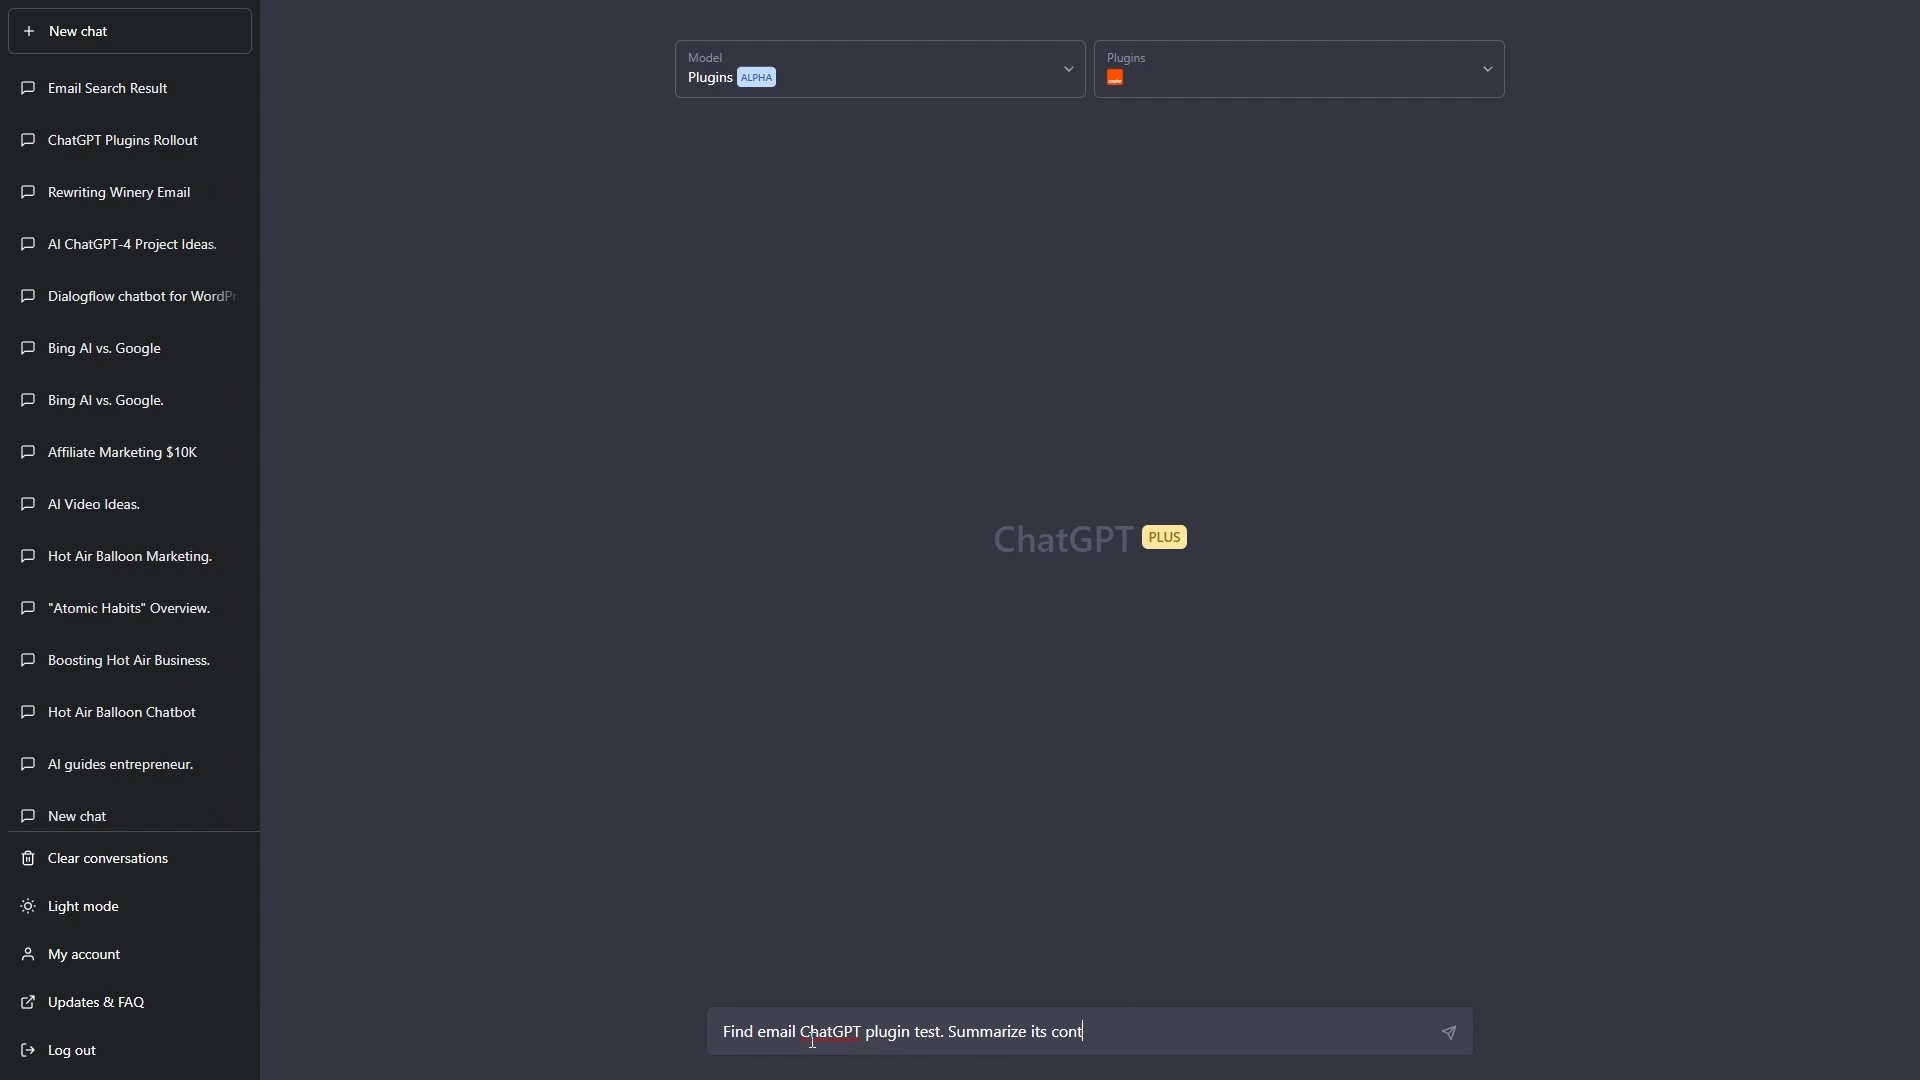 New chat
Email Search Result
ChatGPT Plugins Rollout
Rewriting Winery Email
AI ChatGPT-4 Project Ideas.
Dialogflow chatbot for WordPr
Bing AI vs. Google
Bing AI vs. Google.
Affiliate Marketing $10K
AI Video Ideas.
Hot Air Balloon Marketing.
"Atomic Habits" Overview.
Boosting Hot Air Business.
Hot Air Balloon Chatbot
AI guides entrepreneur.
New chat
Clear conversations
Light mode
My account
Updates & FAQ
Log out
Model
Plugins ALPHA
Plugins
ChatGPT PLUS
Find email ChatGPT plugin test. Summarize its cont